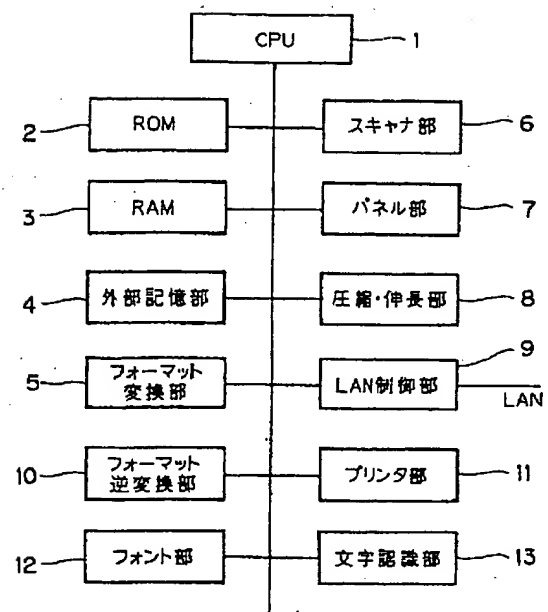 CPU
1
2
ROM
スキャナ部
6
3
RAM
パネル部
7
4
外部記憶部
圧縮・伸長部
8
5
フォーマット
変換部
LAN制御部
9
LAN
10
フォーマット
逆変換部
プリンタ部
11
12
フォント部
文字認識部
13